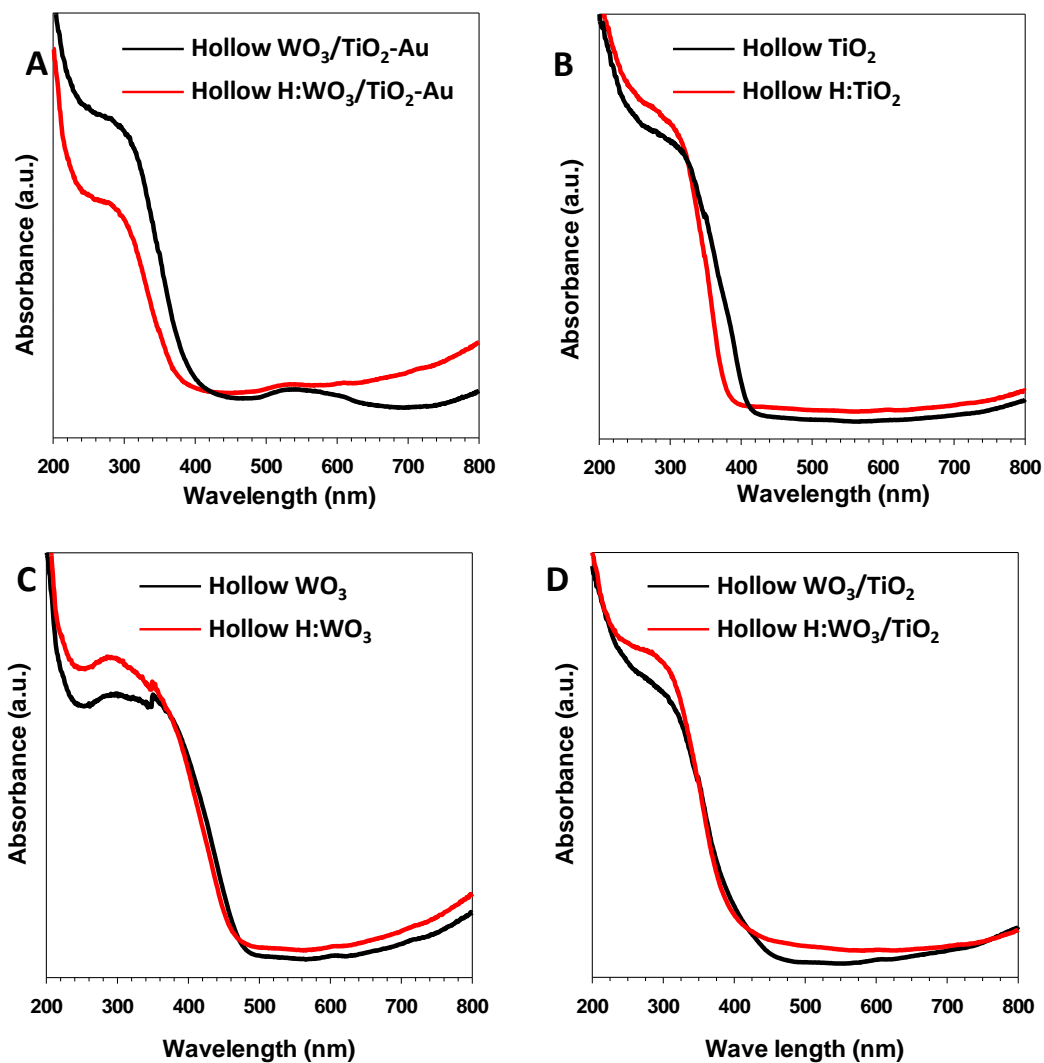 A
Hollow WO₃/TiO₂-Au
Hollow H:WO₃/TiO₂-Au
Absorbance (a.u.)
200 300 400 500 600 700 800
Wavelength (nm)
B
Hollow TiO₂
Hollow H:TiO₂
Absorbance (a.u.)
200 300 400 500 600 700 800
Wavelength (nm)
C
Hollow WO₃
Hollow H:WO₃
Absorbance (a.u.)
200 300 400 500 600 700 800
Wavelength (nm)
D
Hollow WO₃/TiO₂
Hollow H:WO₃/TiO₂
Absorbance (a.u.)
200 300 400 500 600 700 800
Wave length (nm)